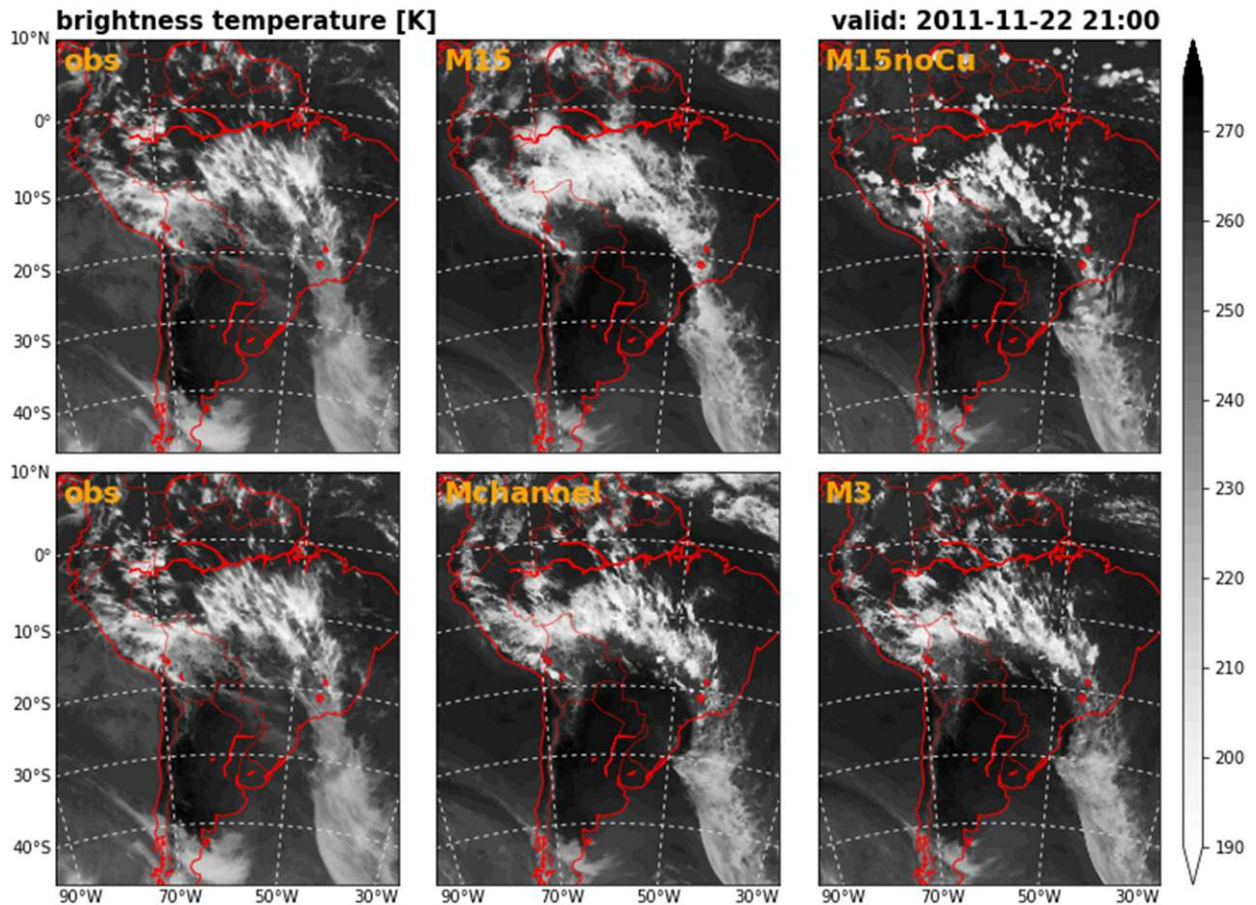 brightness temperature [K] valid: 2011-11-22 21:00
obs M15 M15noCu
10°N
0°
10°S
20°S
30°S
40°S
obs Mchannel M3
10°N
0°
10°S
20°S
30°S
40°S
90°W 70°W 50°W 30°W 90°W 70°W 50°W 30°W 90°W 70°W 50°W 30°W
270
260
250
240
230
220
210
200
190